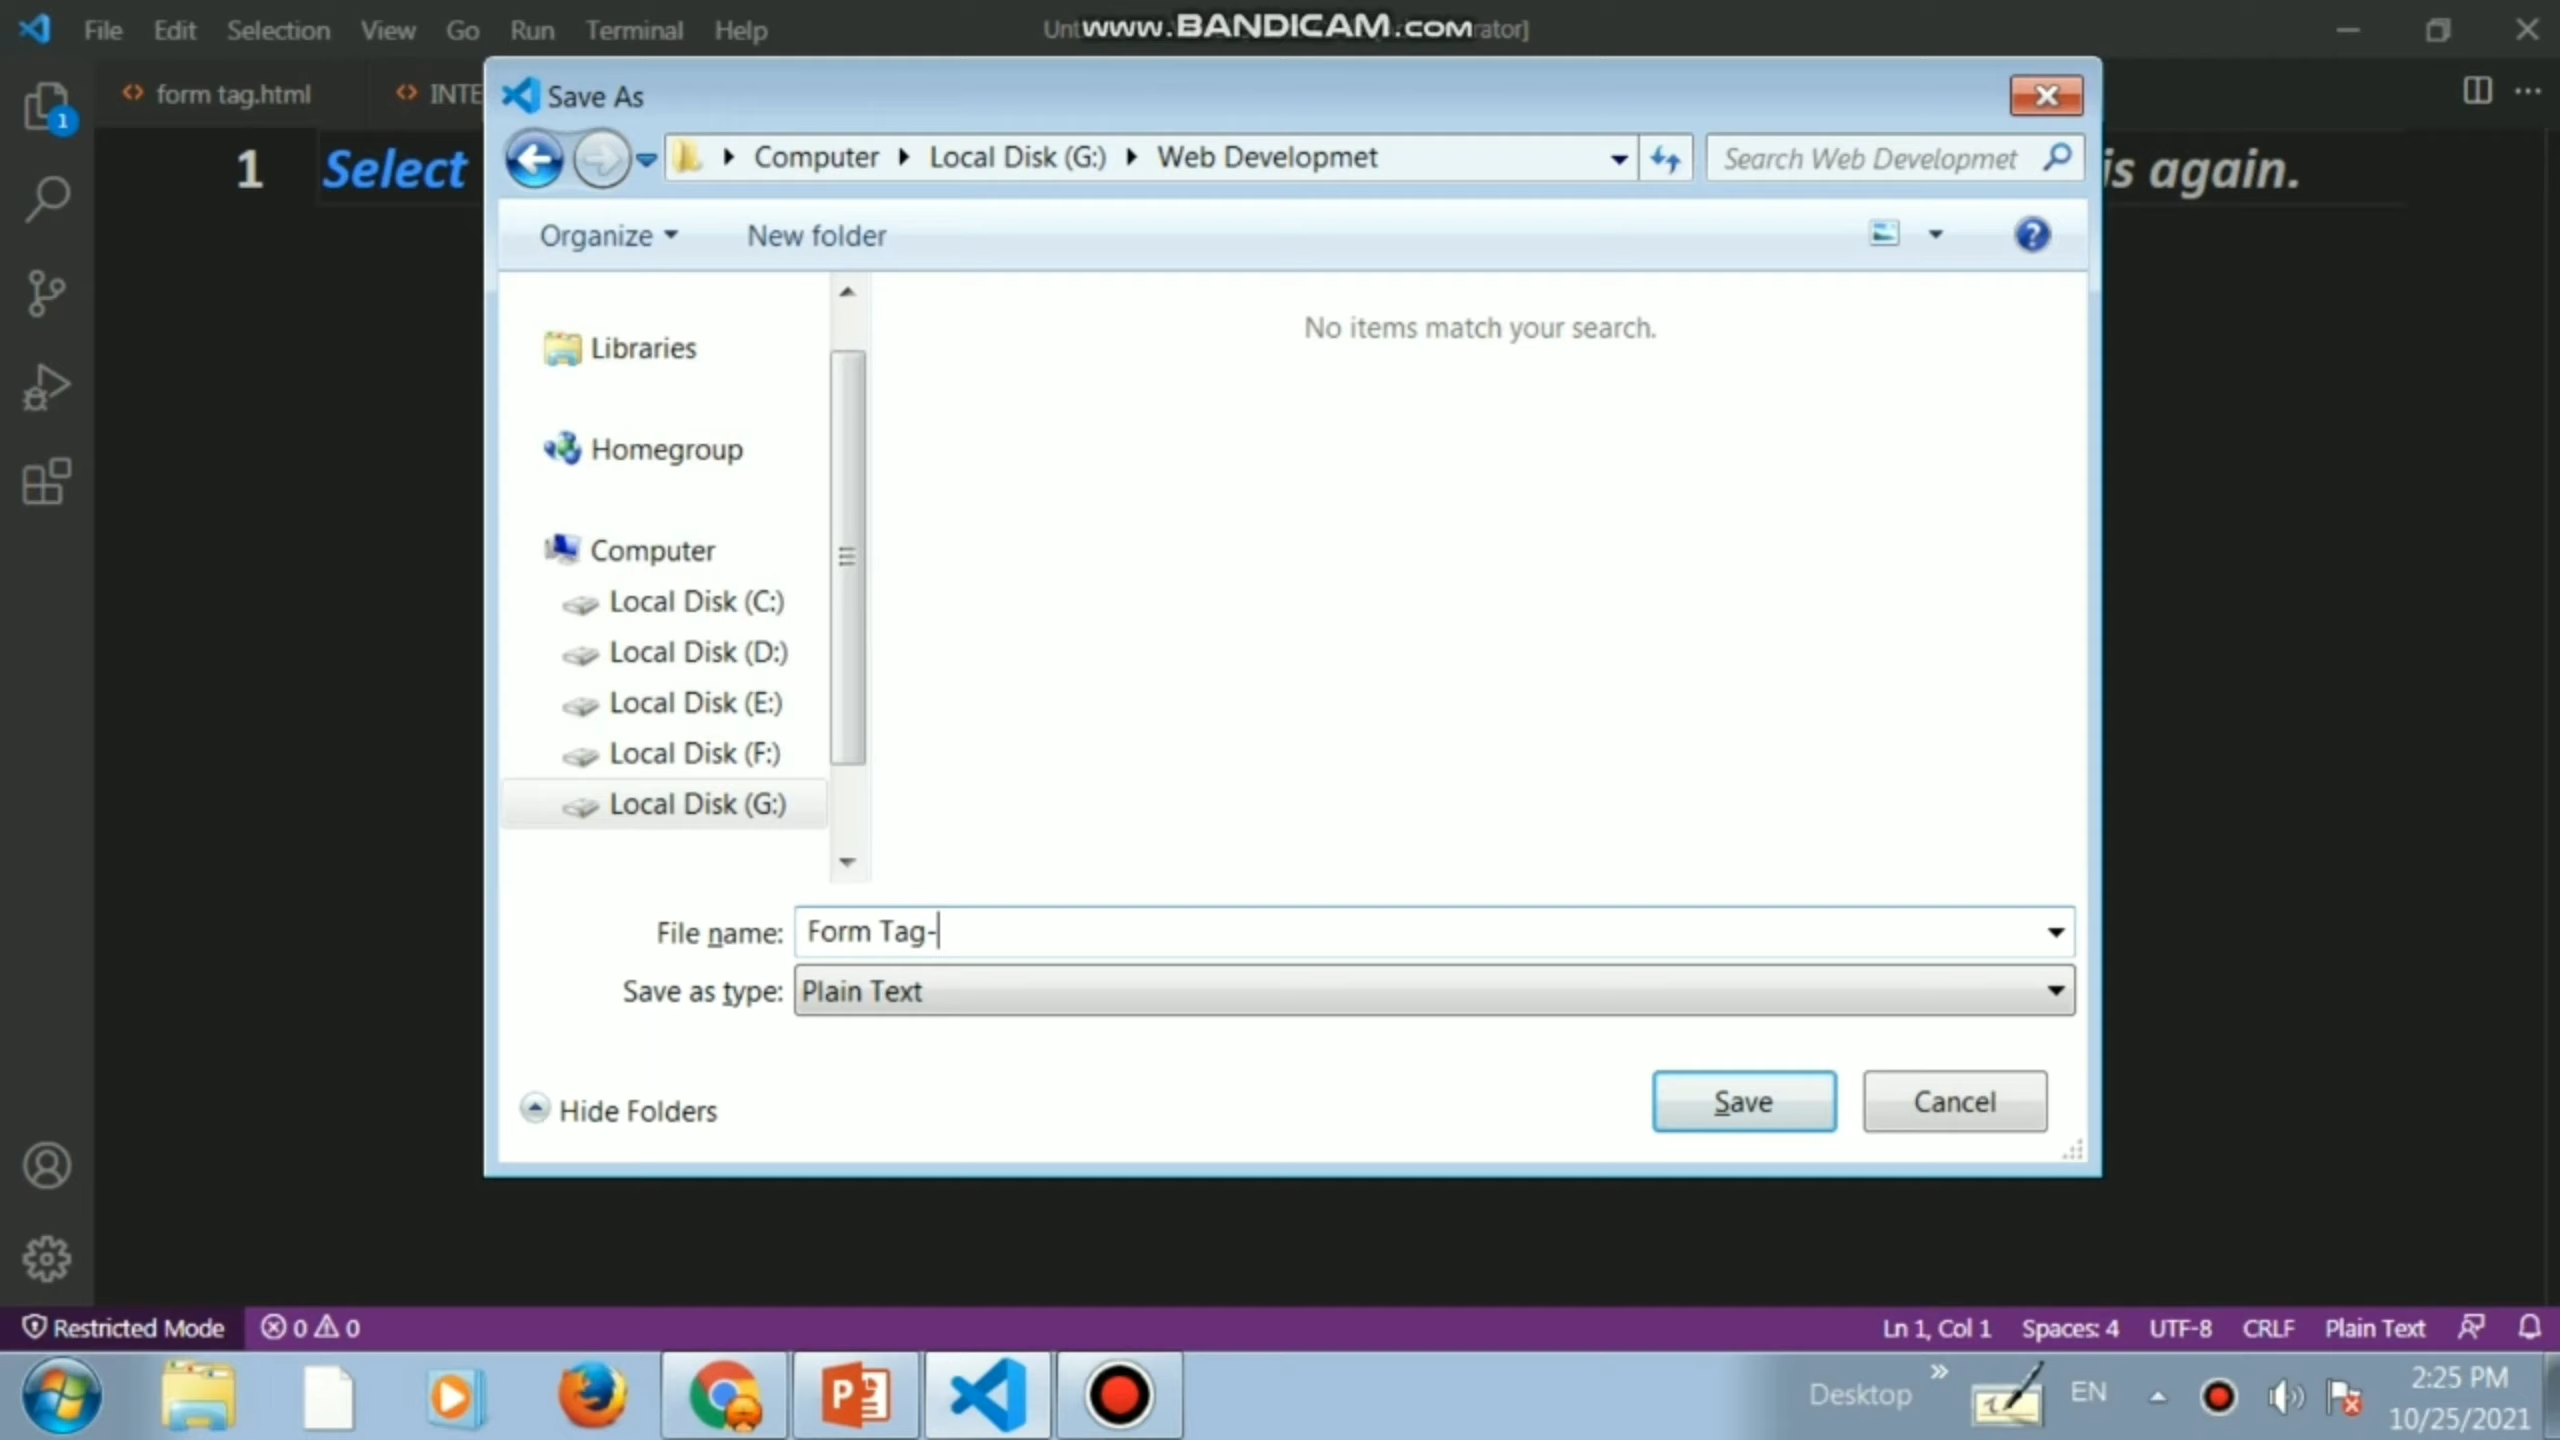 File Edit Selection View Go Run Terminal Help Unt www.BANDICAM.com rator]
form tag.html INTE
1 Select is again.
Save As
Computer Local Disk (G:) Web Developmet Search Web Developmet
Organize New folder
No items match your search.
Libraries
Homegroup
Computer
Local Disk (C:)
Local Disk (D:)
Local Disk (E:)
Local Disk (F:)
Local Disk (G:)
File name: Form Tag-
Save as type: Plain Text
Hide Folders Save Cancel
Restricted Mode 0 0 Ln 1, Col 1 Spaces: 4 UTF-8 CRLF Plain Text
Desktop EN 2:25 PM
10/25/2021